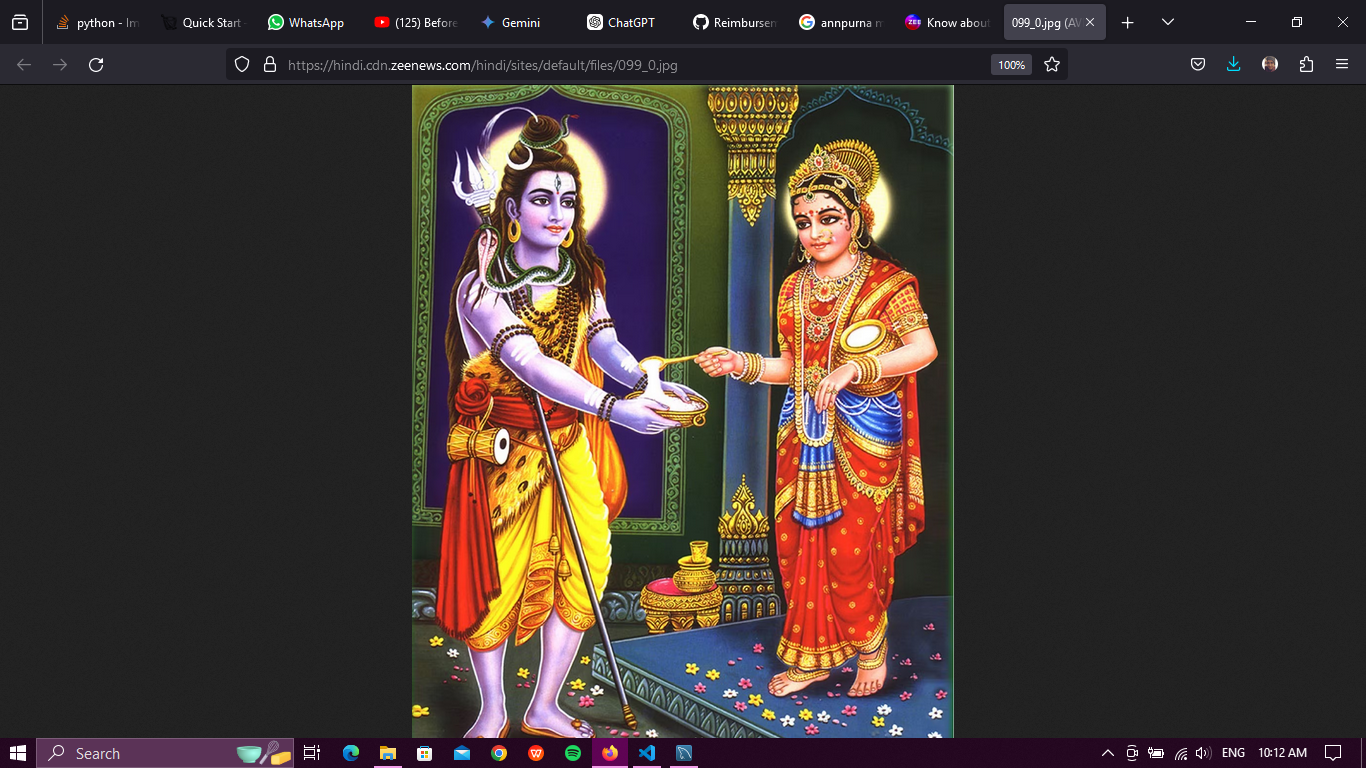 python - Im
Quick Start -
WhatsApp
(125) Before
Gemini
ChatGPT
Reimbursem
annpurna m
ZEE
Know about
099_0.jpg (AV
https://hindi.cdn.zeenews.com/hindi/sites/default/files/099_0.jpg
100%
Search
ENG
10:12 AM